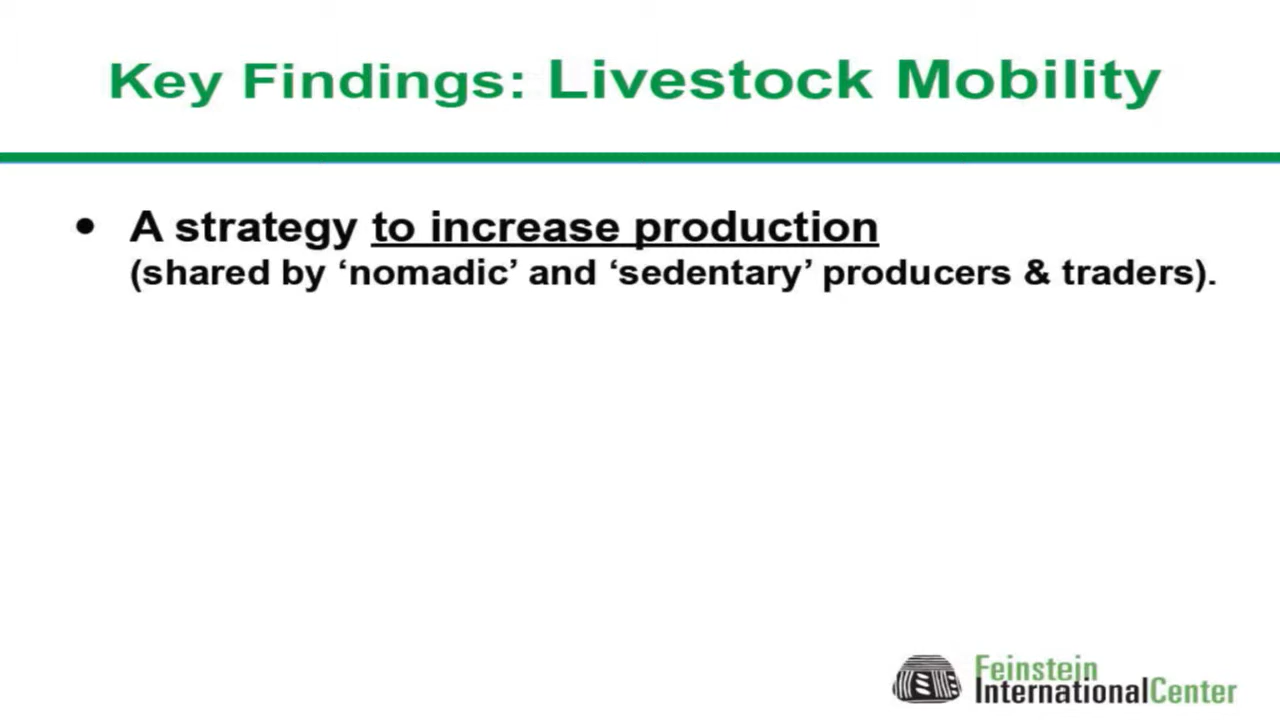 Key Findings: Livestock Mobility
• A strategy to increase production
(shared by ‘nomadic’ and ‘sedentary’ producers & traders).
Feinstein
InternationalCenter